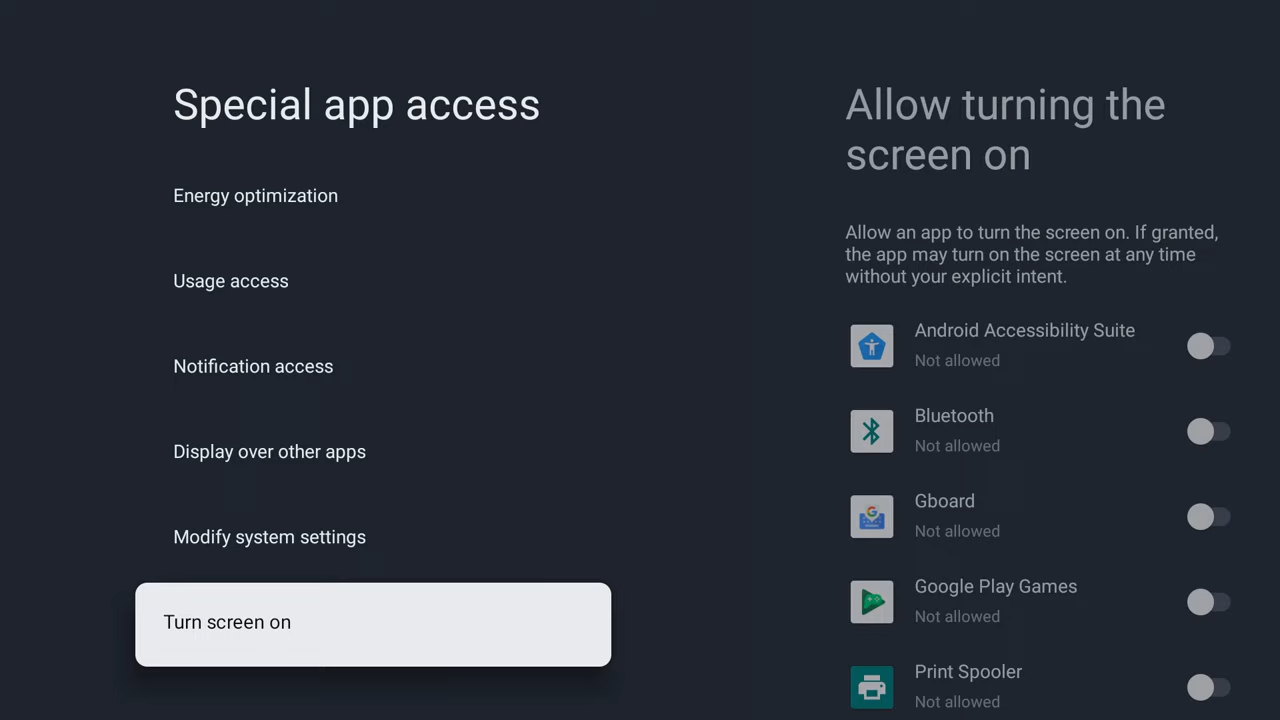 Special app access
Energy optimization
Usage access
Notification access
Display over other apps
Modify system settings
Turn screen on
Allow turning the
screen on
Allow an app to turn the screen on. If granted,
the app may turn on the screen at any time
without your explicit intent.
Android Accessibility Suite
Not allowed
Bluetooth
Not allowed
Gboard
Not allowed
Google Play Games
Not allowed
Print Spooler
Not allowed